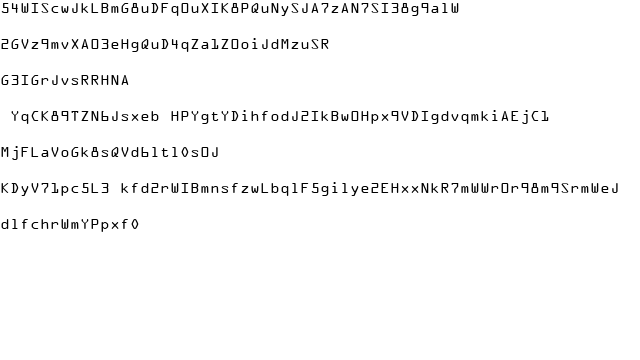 54WIScwJkLBmG8uDFqOuXIK8PQuNySJA7zAN7SI38g9alW
2GVz9mvXAO3eHgQuD4qZa1ZOoiJdMzuSR
G3IGrJvsRRHNA
YqCK89TZN6Jsxeb HPYgtYDihfodJ2IkBwOHpx9VDIgdvqmkiAEjC1
MjFLaVoGk8sQVd6ltl0sOJ
KDyV71pc5L3 kfd2rWIBmnsfzwLbqlF5gilye2EHxxNkR7mWWrOr98m9SrmWeJ
dlfchrWmYPpxf0